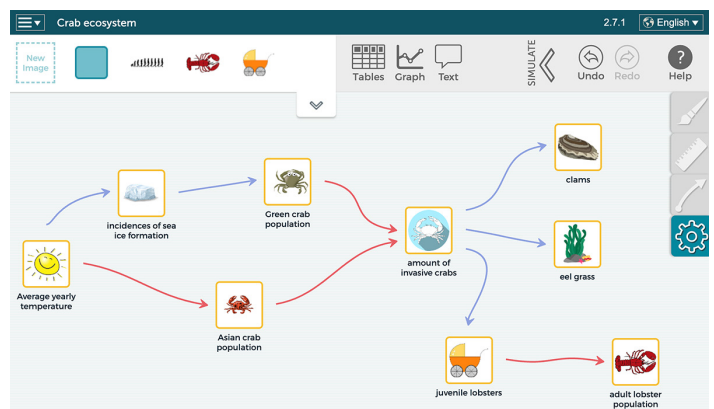 Crab ecosystem
2.7.1
English
New
Image
Tables
Graph
Text
SIMULATE
Undo
Redo
Help
clams
incidences of sea
ice formation
Green crab
population
amount of
invasive crabs
eel grass
Average yearly
temperature
Asian crab
population
juvenile lobsters
adult lobster
population